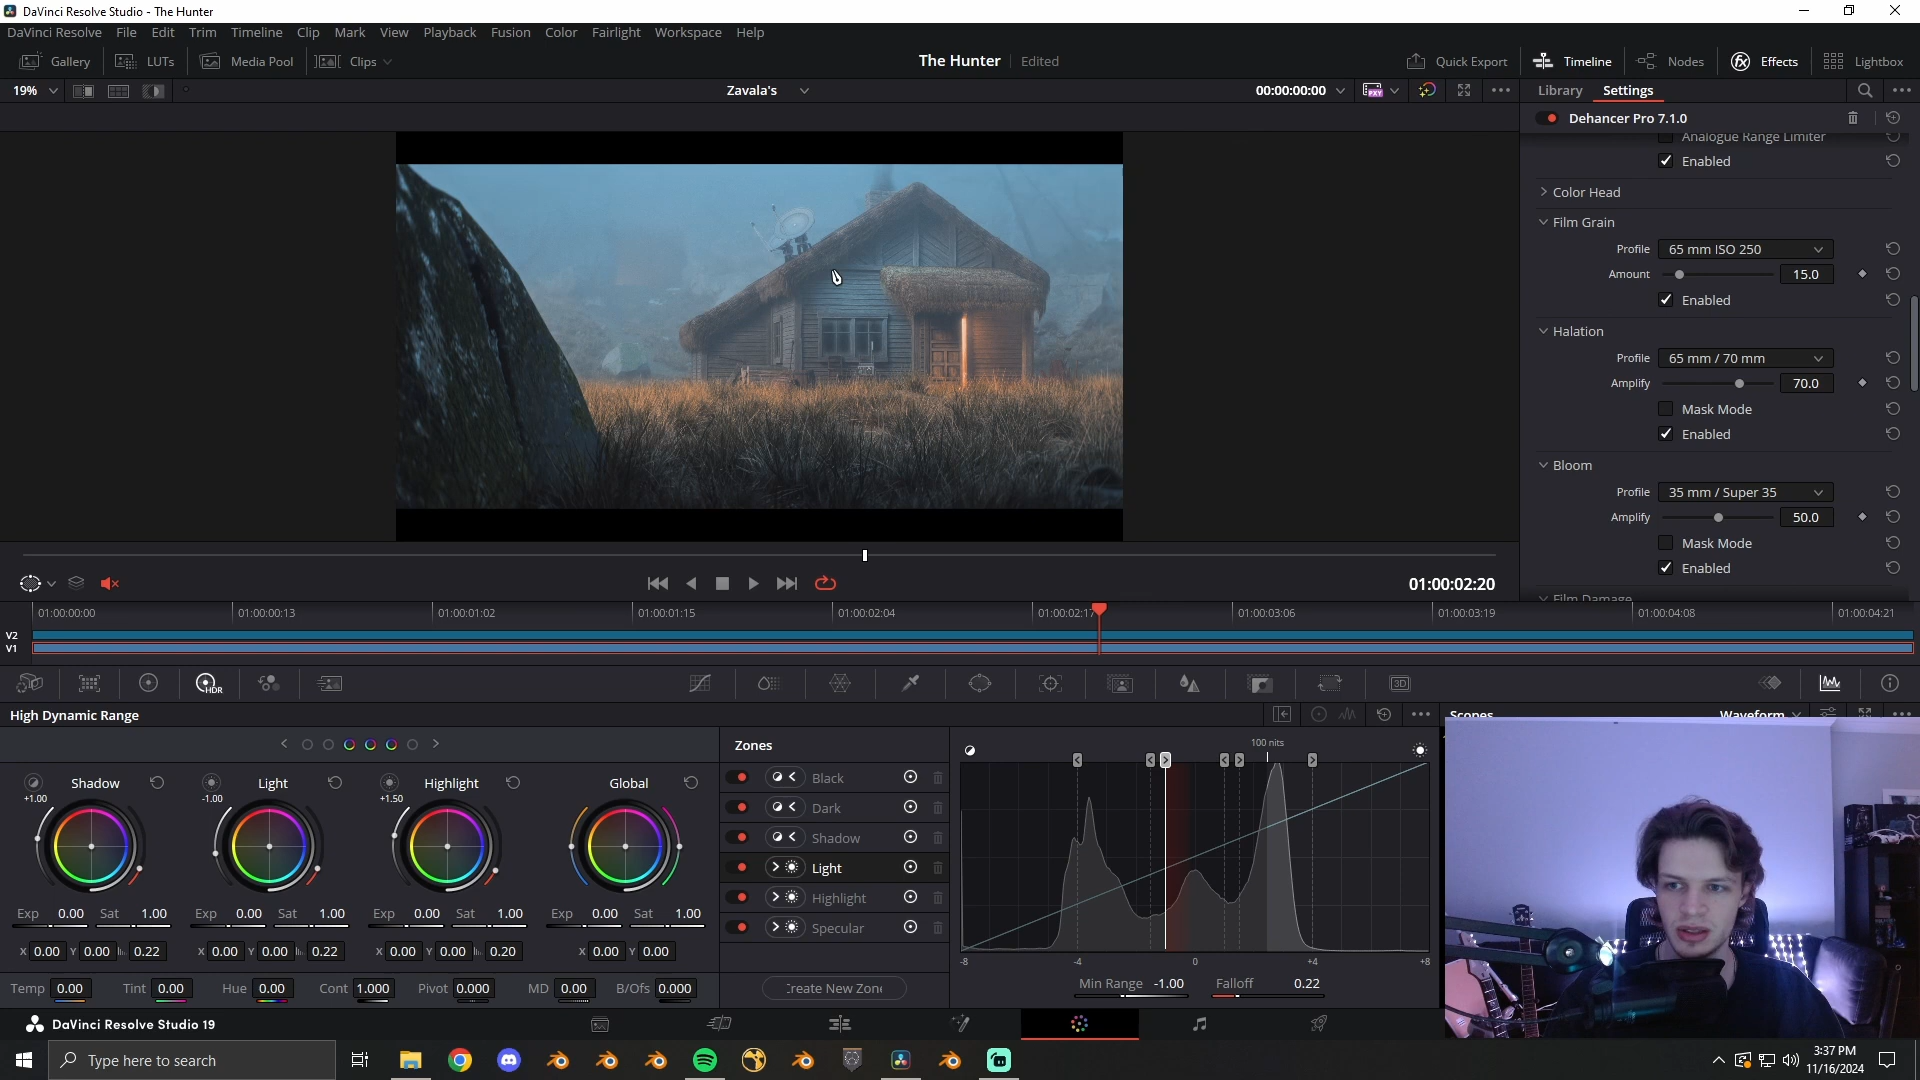 DaVinci Resolve Studio - The Hunter
DaVinci Resolve File Edit Trim Timeline Clip Mark View Playback Fusion Color Fairlight Workspace Help
Gallery LUTs Media Pool Clips The Hunter Edited Quick Export Timeline Nodes Effects Lightbox
19% Zavala's 00:00:00:00 Library Settings
Dehancer Pro 7.1.0
Analogue Range Limiter
Enabled
Color Head
Film Grain
Profile 65 mm ISO 250
Amount 15.0
Enabled
Halation
Profile 65 mm / 70 mm
Amplify 70.0
Mask Mode
Enabled
Bloom
Profile 35 mm / Super 35
Amplify 50.0
Mask Mode
Enabled
Film Damage
01:00:02:20
01:00:00:00 01:00:00:13 01:00:01:02 01:00:01:15 01:00:02:04 01:00:02:17 01:00:03:06 01:00:03:19 01:00:04:08 01:00:04:21
V2
V1
HDR 3D
High Dynamic Range Scopes Waveform
Zones
100 nits
Shadow Light Highlight Global
+1.00 -1.00 +1.50
Black
Dark
Shadow
Light
Highlight
Specular
Exp 0.00 Sat 1.00 Exp 0.00 Sat 1.00 Exp 0.00 Sat 1.00 Exp 0.00 Sat 1.00
X 0.00 Y 0.00 0.22 X 0.00 Y 0.00 0.22 X 0.00 Y 0.00 0.20 X 0.00 Y 0.00
-8 -4 0 +4 +8
Temp 0.00 Tint 0.00 Hue 0.00 Cont 1.000 Pivot 0.000 MD 0.00 B/Ofs 0.000
Create New Zone
Min Range -1.00 Falloff 0.22
DaVinci Resolve Studio 19
Type here to search
3:37 PM
11/16/2024